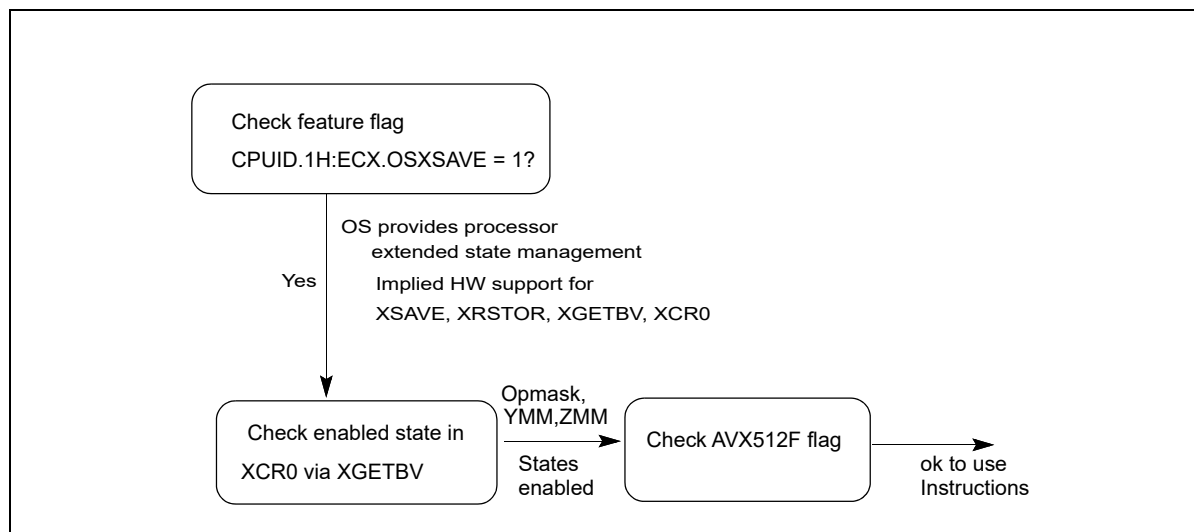 Check feature flag
CPUID.1H:ECX.OSXSAVE = 1?
OS provides processor
extended state management
Yes
Implied HW support for
XSAVE, XRSTOR, XGETBV, XCR0
Check enabled state in
XCR0 via XGETBV
Opmask,
YMM,ZMM
States
enabled
Check AVX512F flag
ok to use
Instructions